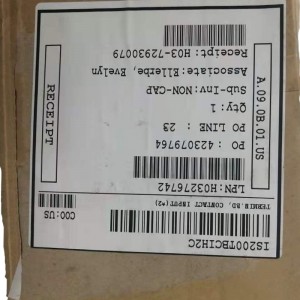 IS200TBCIH2C
TERMIN.BD, CONTACT INPUT(*2)
COO:US
LPN:H03276742
PO : 423079764
PO LINE : 23
Qty: 1
Sub-Inv:NON-CAP
Associate:Ellerbe, Evelyn
Receipt: H03-72930079
A.09.0B.01.US
RECEIPT